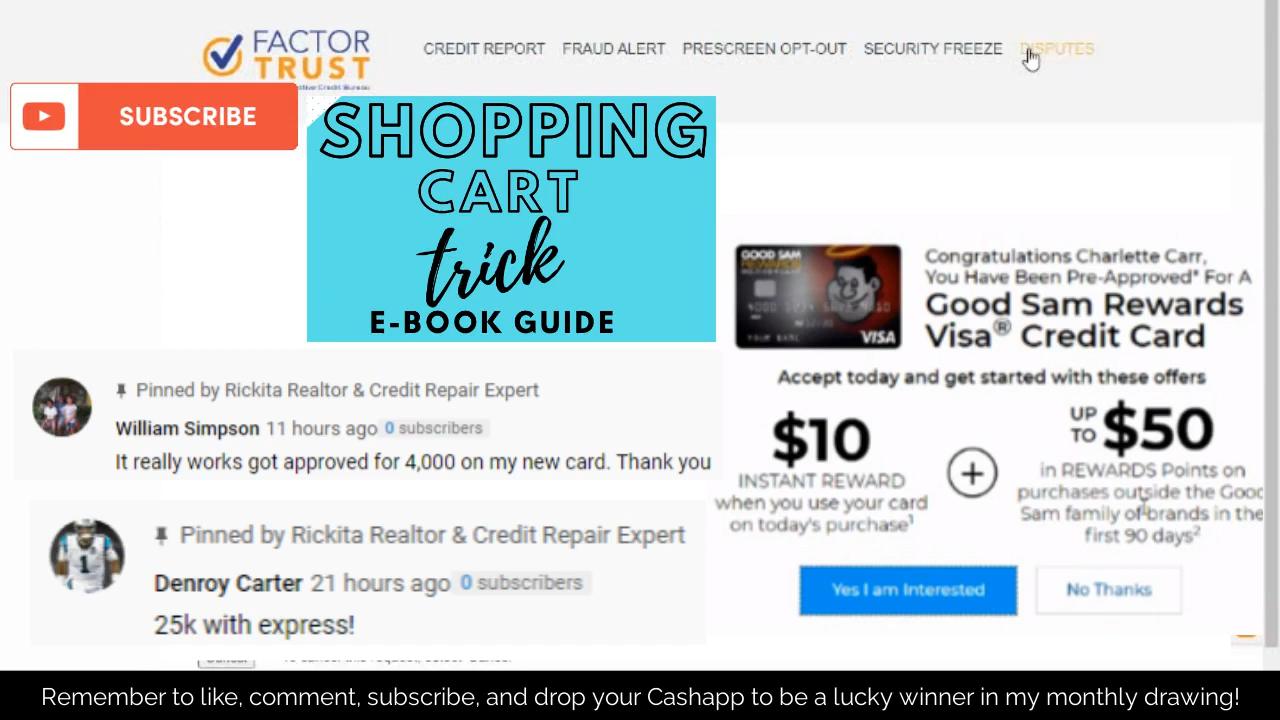 FACTOR
TRUST
CREDIT REPORT FRAUD ALERT PRESCREEN OPT-OUT SECURITY FREEZE DISPUTES
SUBSCRIBE
SHOPPING
CART
trick
E-BOOK GUIDE
GOOD SAM
REWARDS
VISA
Congratulations Charlette Carr,
You Have Been Pre-Approved* For A
Good Sam Rewards
Visa® Credit Card
Accept today and get started with these offers
$10
INSTANT REWARD
when you use your card
on today's purchase¹
+
UP
TO $50
in REWARDS Points on
purchases outside the Good
Sam family of brands in the
first 90 days²
Yes I am Interested
No Thanks
Pinned by Rickita Realtor & Credit Repair Expert
William Simpson 11 hours ago 0 subscribers
It really works got approved for 4,000 on my new card. Thank you
Pinned by Rickita Realtor & Credit Repair Expert
Denroy Carter 21 hours ago 0 subscribers
25k with express!
Remember to like, comment, subscribe, and drop your Cashapp to be a lucky winner in my monthly drawing!